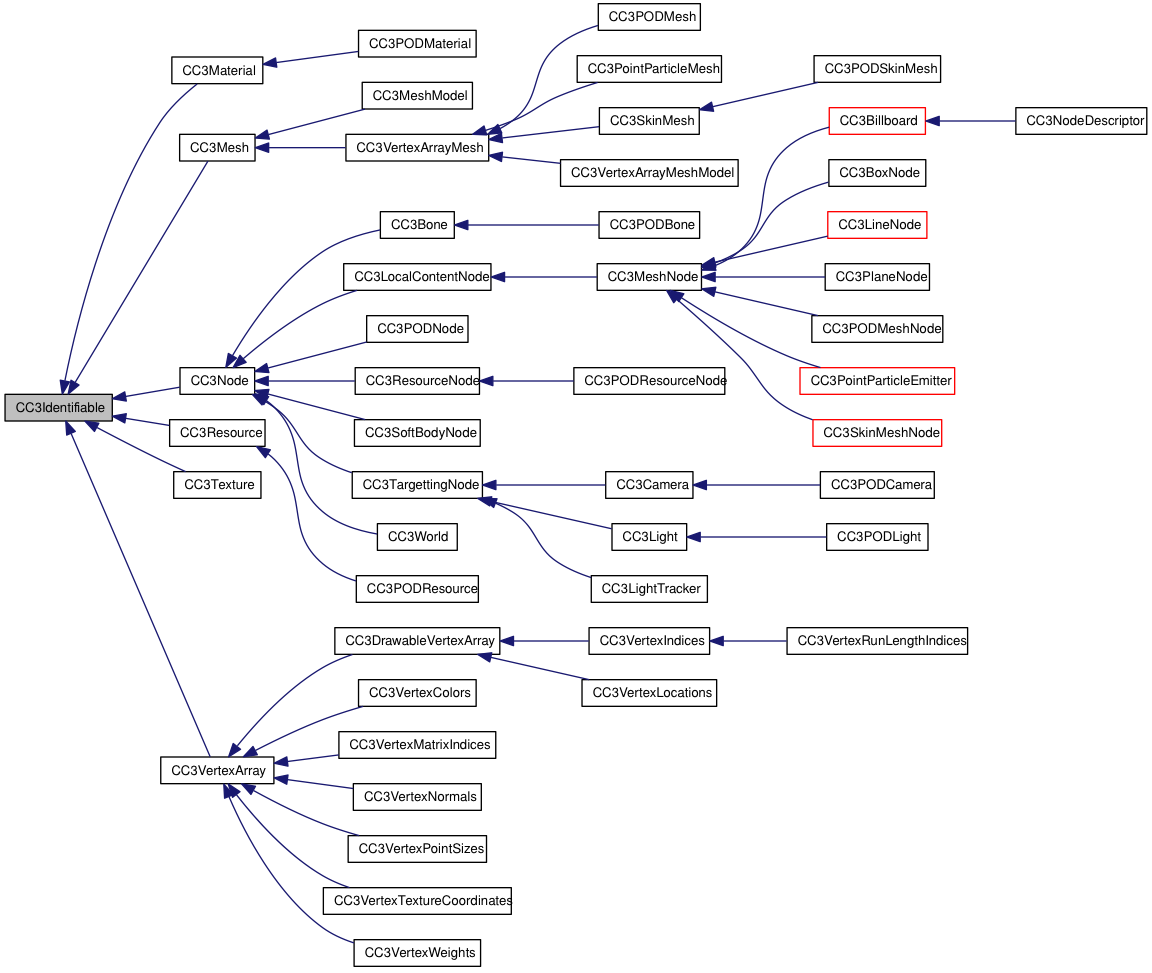 CC3PODMesh
CC3PODMaterial
CC3Material
CC3PointParticleMesh
CC3PODSkinMesh
CC3MeshModel
CC3SkinMesh
CC3Billboard
CC3NodeDescriptor
CC3Mesh
CC3VertexArrayMesh
CC3VertexArrayMeshModel
CC3BoxNode
CC3Bone
CC3PODBone
CC3LineNode
CC3LocalContentNode
CC3MeshNode
CC3PlaneNode
CC3PODNode
CC3PODMeshNode
CC3Node
CC3ResourceNode
CC3PODResourceNode
CC3PointParticleEmitter
CC3Identifiable
CC3Resource
CC3SoftBodyNode
CC3SkinMeshNode
CC3Texture
CC3TargettingNode
CC3Camera
CC3PODCamera
CC3World
CC3Light
CC3PODLight
CC3PODResource
CC3LightTracker
CC3DrawableVertexArray
CC3VertexIndices
CC3VertexRunLengthIndices
CC3VertexColors
CC3VertexLocations
CC3VertexMatrixIndices
CC3VertexArray
CC3VertexNormals
CC3VertexPointSizes
CC3VertexTextureCoordinates
CC3VertexWeights